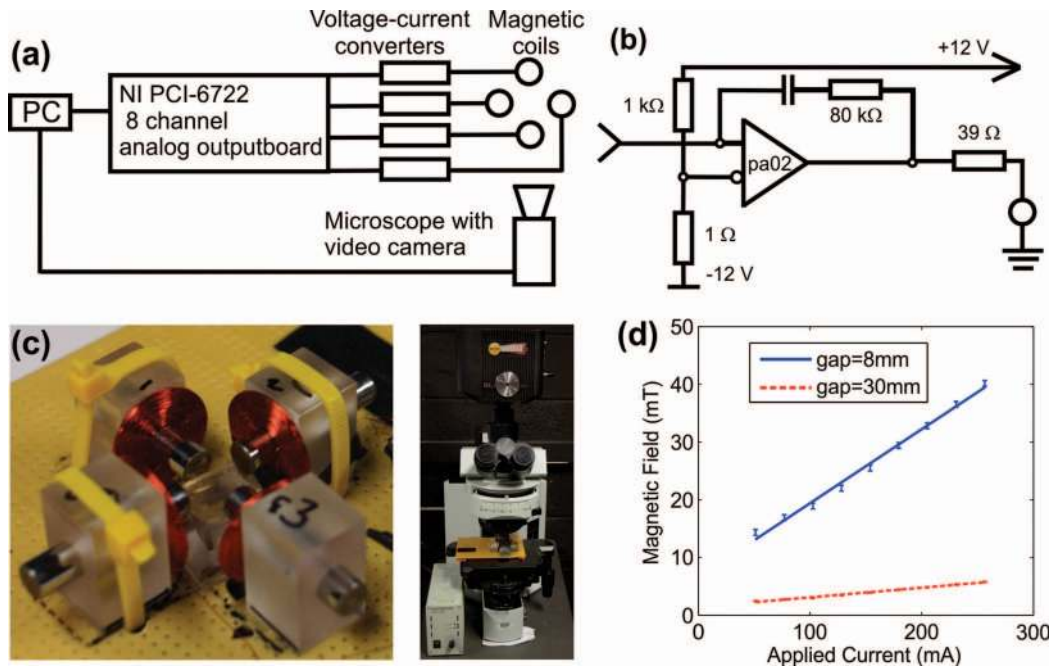 (a)
Voltage-current
converters
Magnetic
coils
PC
NI PCI-6722
8 channel
analog outputboard
Microscope with
video camera
(b)
+12 V
1 kΩ
80 kΩ
39 Ω
pa02
1 Ω
-12 V
(c)
(d)
50
40
30
20
10
0
Magnetic Field (mT)
gap=8mm
gap=30mm
0
100
200
300
Applied Current (mA)